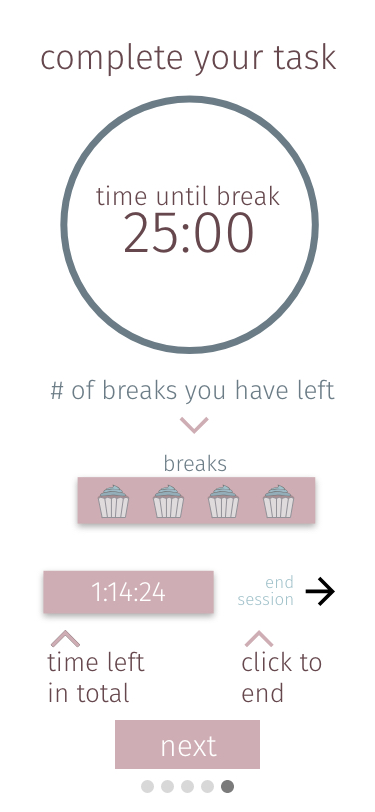 complete your task
time until break
25:00
# of breaks you have left
breaks
1:14:24
end
session
time left
in total
click to
end
next